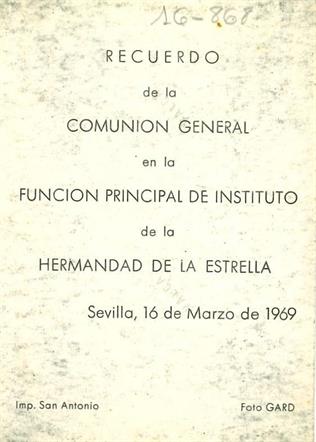 16-868
RECUERDO
de la
COMUNION GENERAL
en la
FUNCION PRINCIPAL DE INSTITUTO
de la
HERMANDAD DE LA ESTRELLA
Sevilla, 16 de Marzo de 1969
Imp. San Antonio Foto GARD